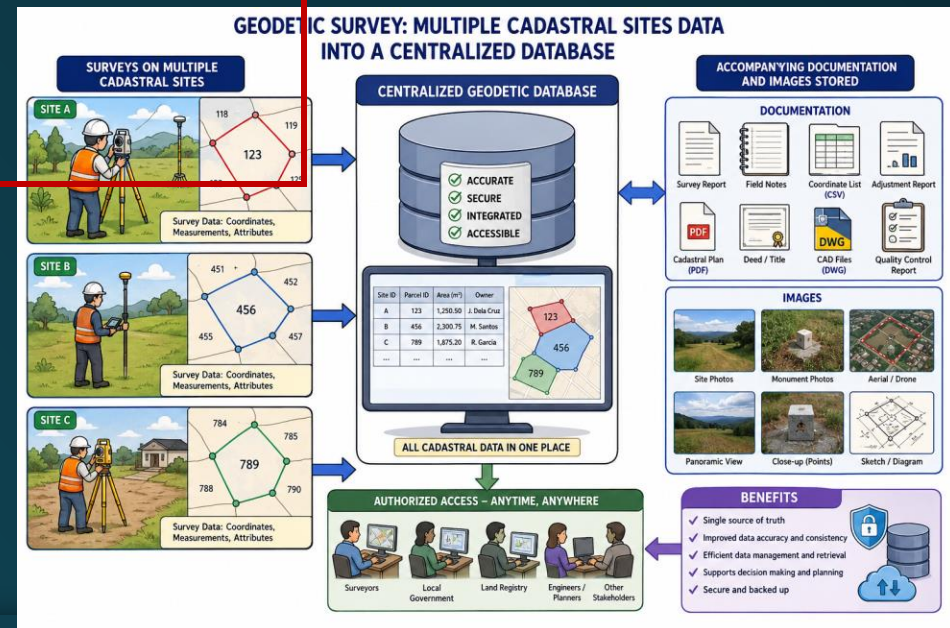 GEODETIC SURVEY: MULTIPLE CADASTRAL SITES DATA
INTO A CENTRALIZED DATABASE
SURVEYS ON MULTIPLE
CADASTRAL SITES
SITE A
118
119
123
Survey Data: Coordinates,
Measurements, Attributes
SITE B
451
452
456
455
457
Survey Data: Coordinates,
Measurements, Attributes
SITE C
784
785
789
788
790
Survey Data: Coordinates,
Measurements, Attributes
CENTRALIZED GEODETIC DATABASE
ACCURATE
SECURE
INTEGRATED
ACCESSIBLE
Site ID Parcel ID Area (m²) Owner
A 123 1,250.50 J. Dela Cruz
B 456 2,300.75 M. Santos
C 789 1,875.20 R. Garcia
... ... ... ...
123
456
789
ALL CADASTRAL DATA IN ONE PLACE
AUTHORIZED ACCESS – ANYTIME, ANYWHERE
Surveyors
Local
Government
Land Registry
Engineers /
Planners
Other
Stakeholders
ACCOMPANYING DOCUMENTATION
AND IMAGES STORED
DOCUMENTATION
Survey Report
Field Notes
Coordinate List
(CSV)
Adjustment Report
PDF
Cadastral Plan
(PDF)
Deed / Title
DWG
CAD Files
(DWG)
Quality Control
Report
IMAGES
Site Photos
Monument Photos
Aerial / Drone
Panoramic View
Close-up (Points)
Sketch / Diagram
BENEFITS
Single source of truth
Improved data accuracy and consistency
Efficient data management and retrieval
Supports decision making and planning
Secure and backed up